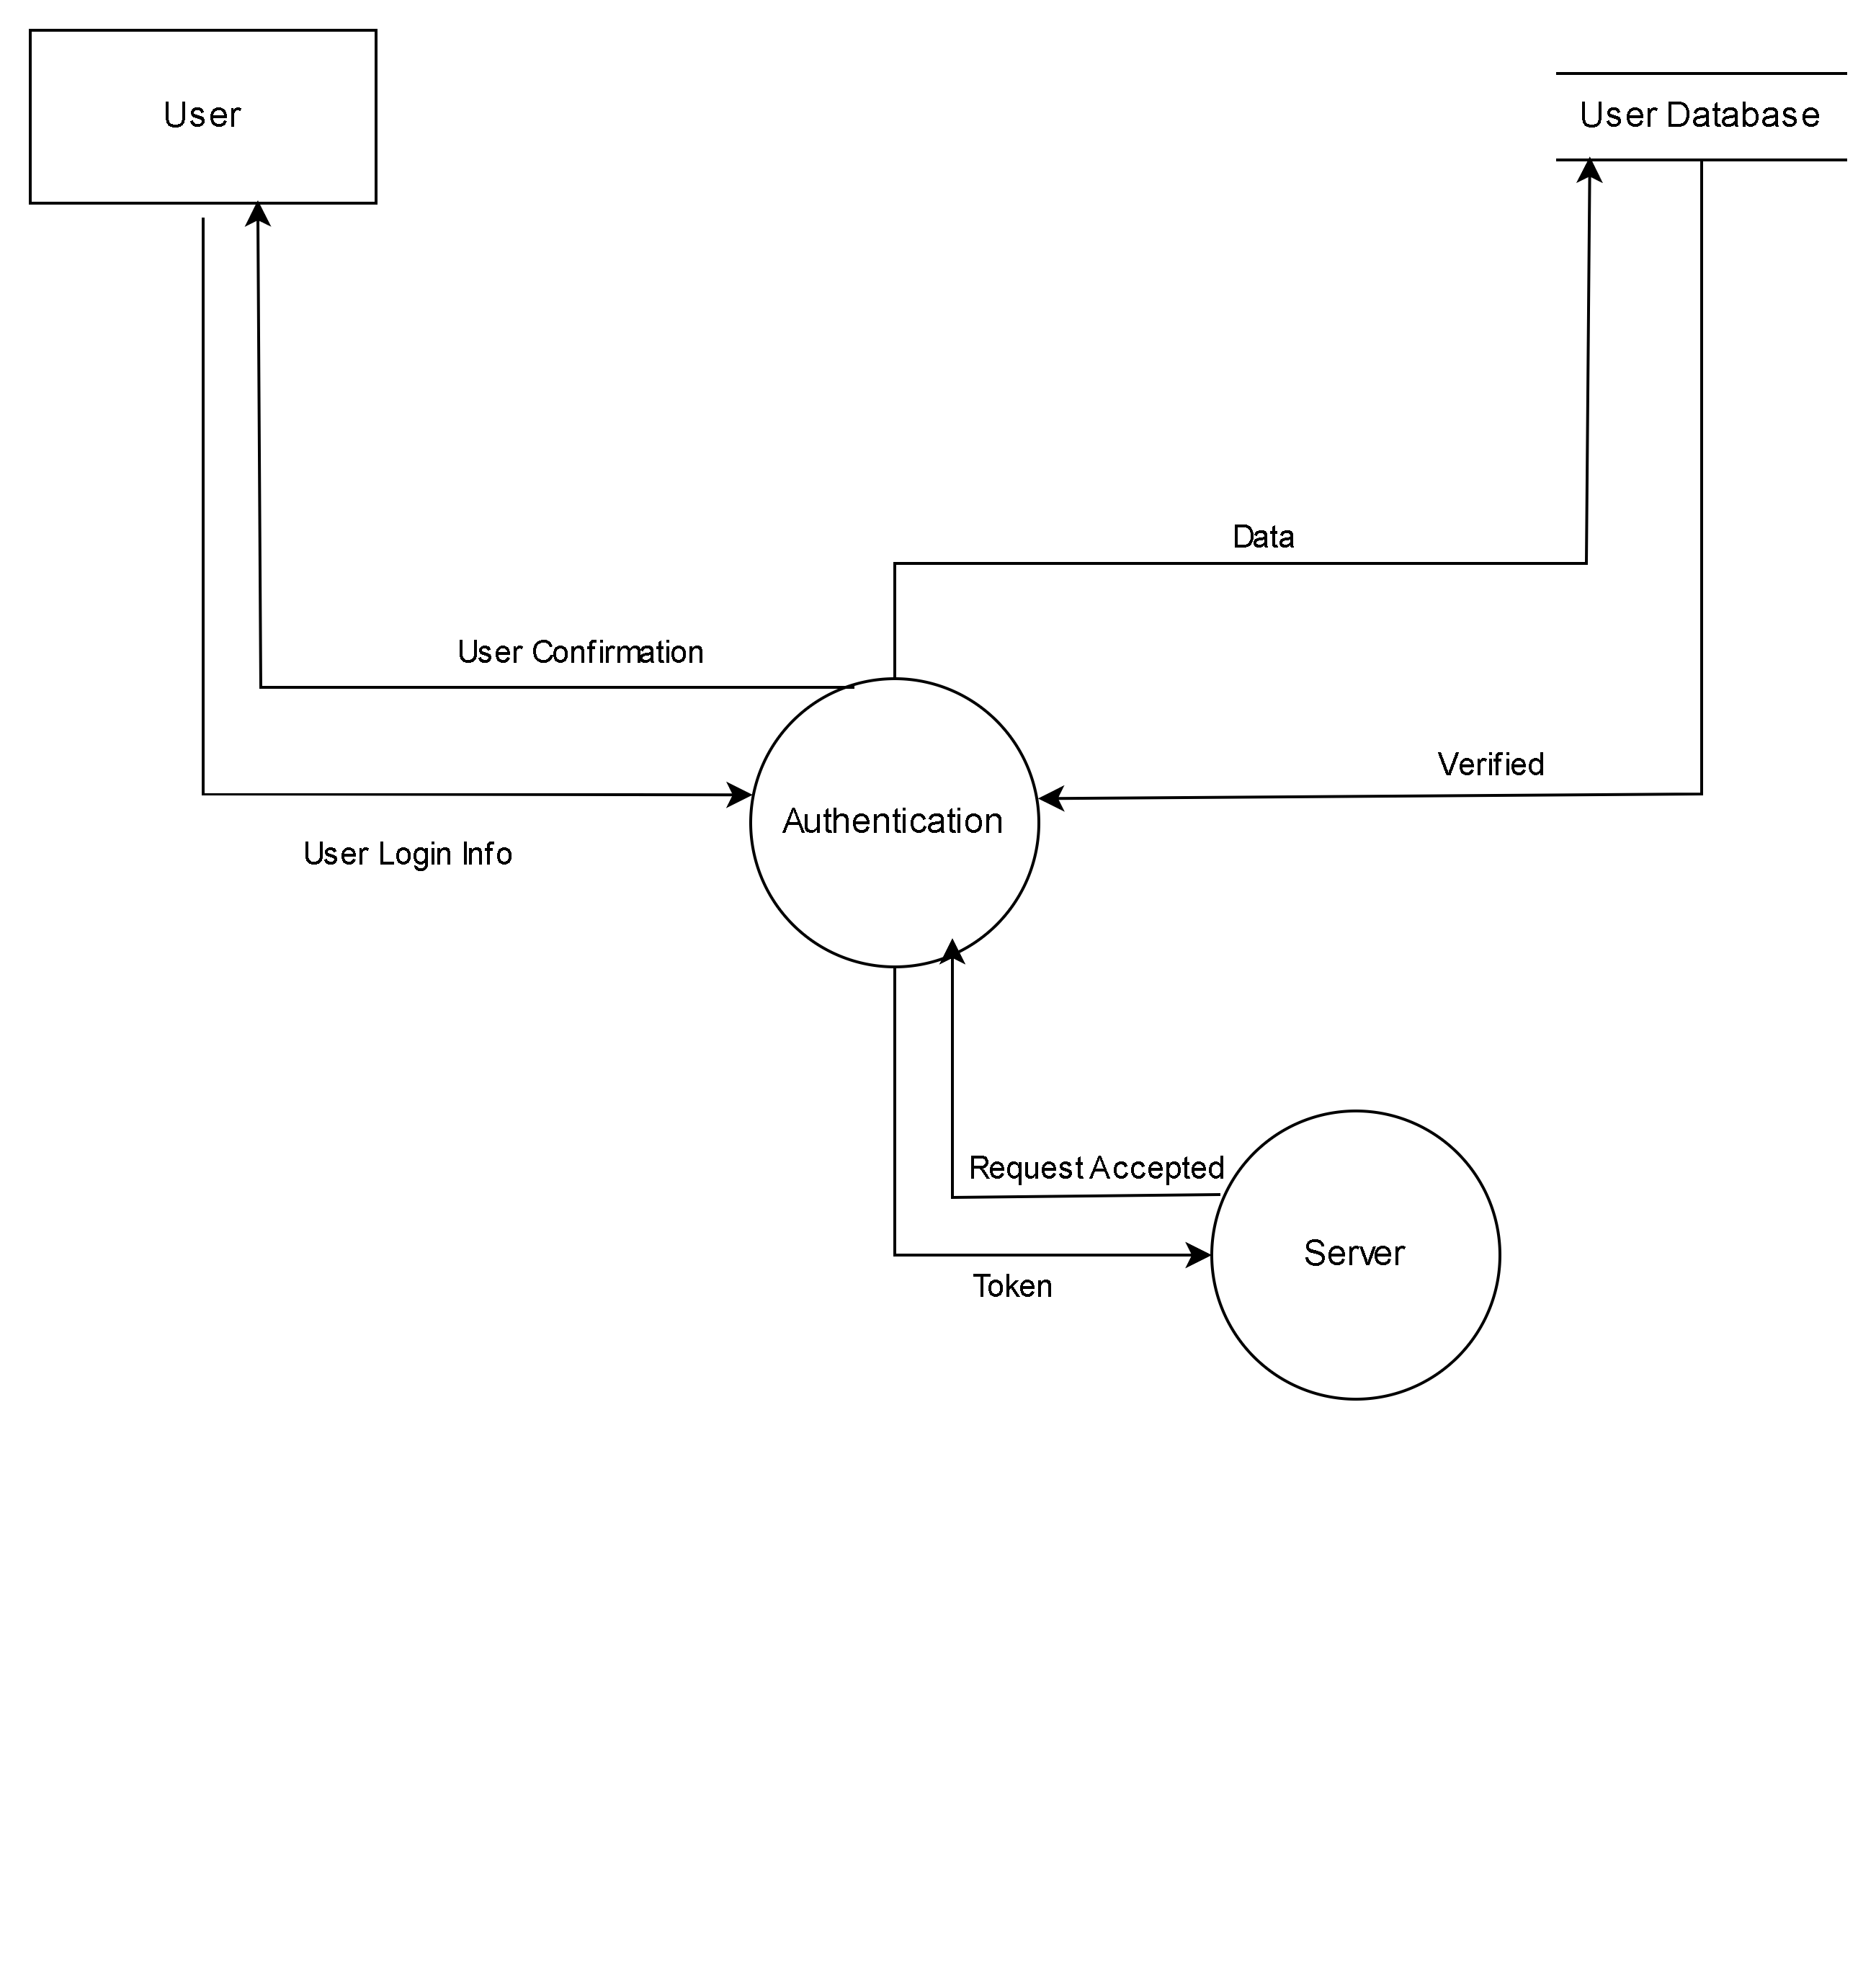 User
User Database
Data
User Confirmation
Verified
Authentication
User Login Info
Request Accepted
Server
Token